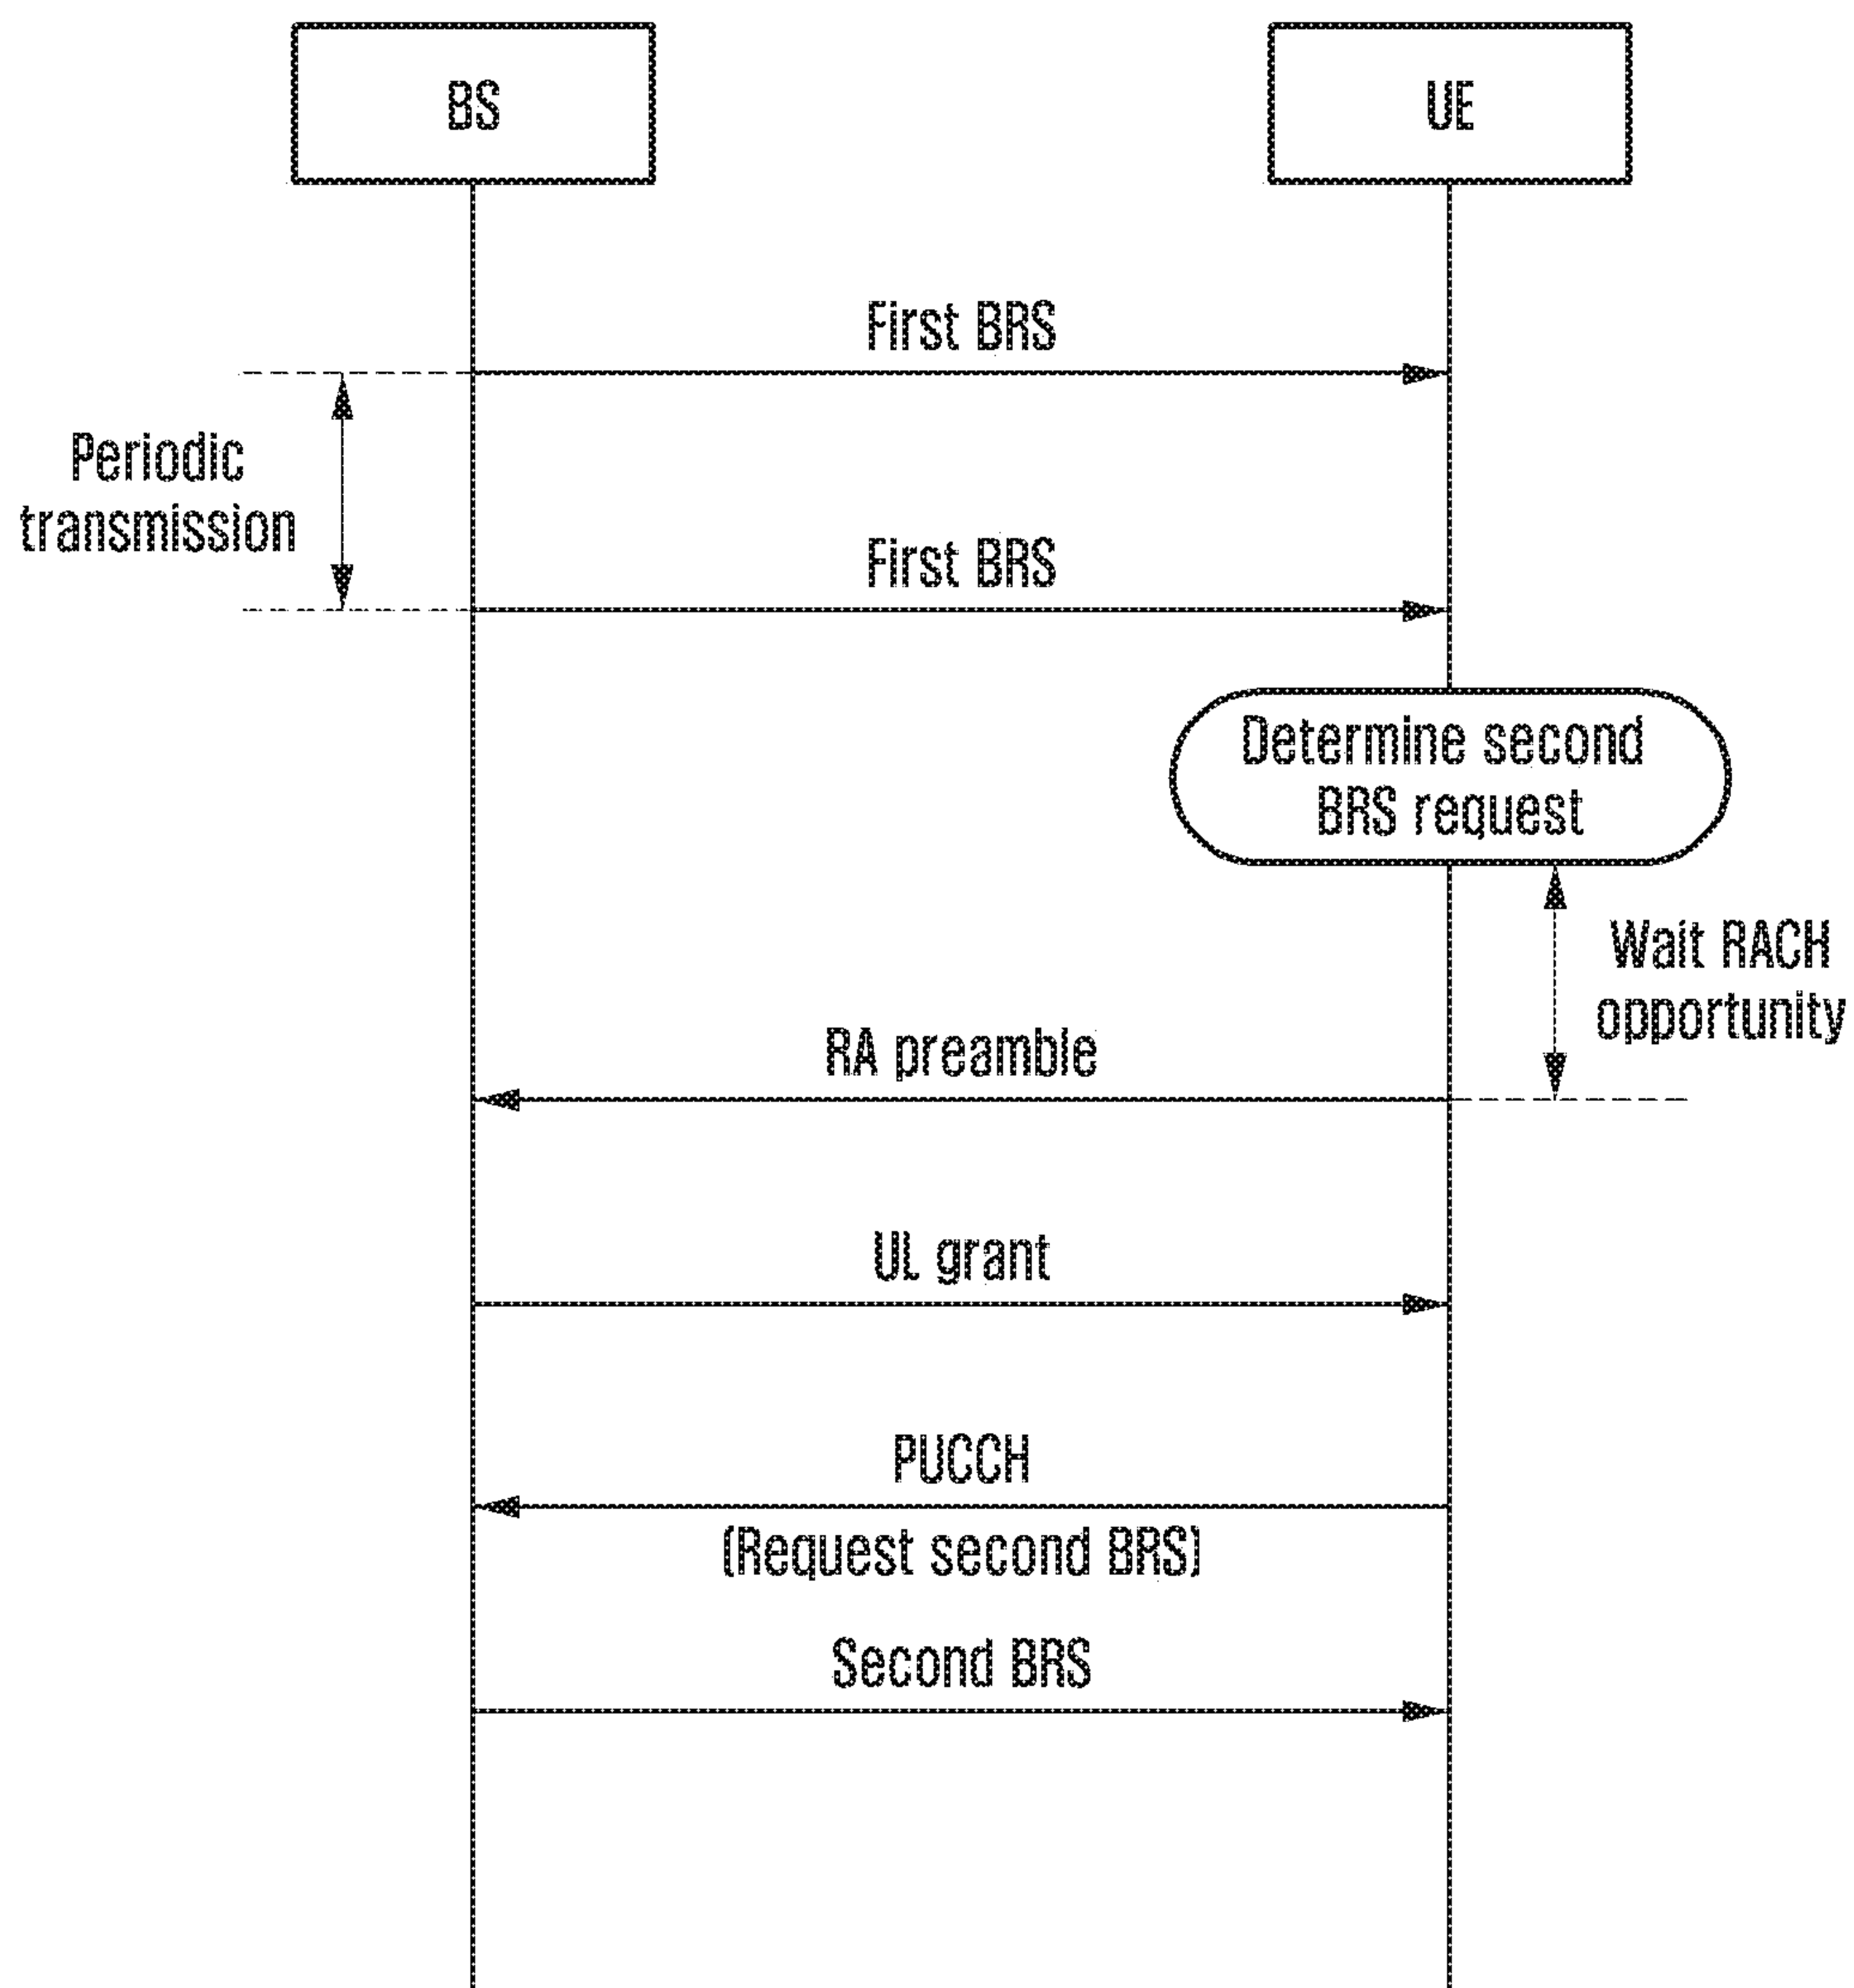 BS
UE
First BRS
Periodic
transmission
First BRS
Determine second
BRS request
Wait RACH
opportunity
RA preamble
UL grant
PUCCH
(Request second BRS)
Second BRS